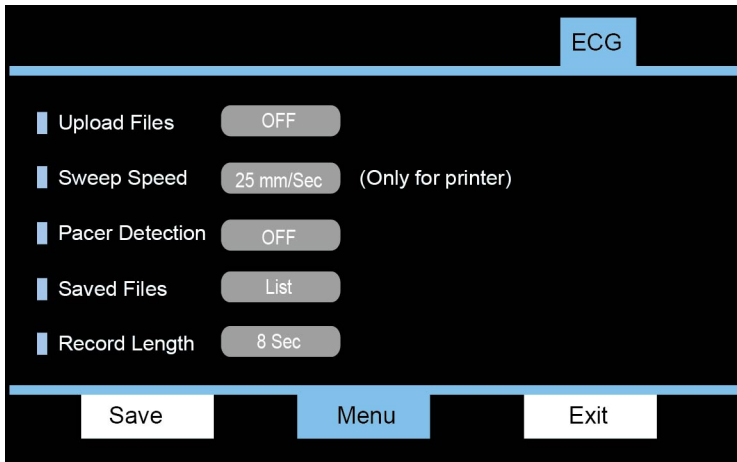 ECG
Upload Files OFF
Sweep Speed 25 mm/Sec (Only for printer)
Pacer Detection OFF
Saved Files List
Record Length 8 Sec
Save Menu Exit